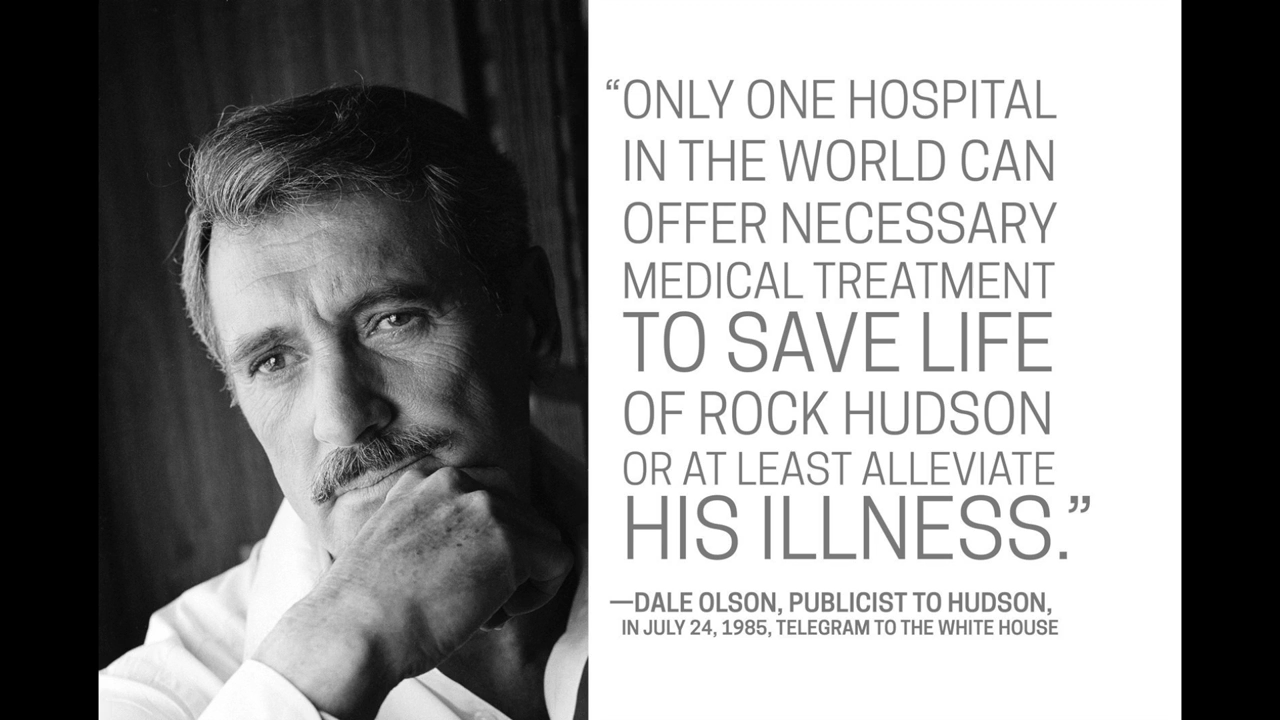 “ONLY ONE HOSPITAL
IN THE WORLD CAN
OFFER NECESSARY
MEDICAL TREATMENT
TO SAVE LIFE
OF ROCK HUDSON
OR AT LEAST ALLEVIATE
HIS ILLNESS.”
—DALE OLSON, PUBLICIST TO HUDSON,
IN JULY 24, 1985, TELEGRAM TO THE WHITE HOUSE